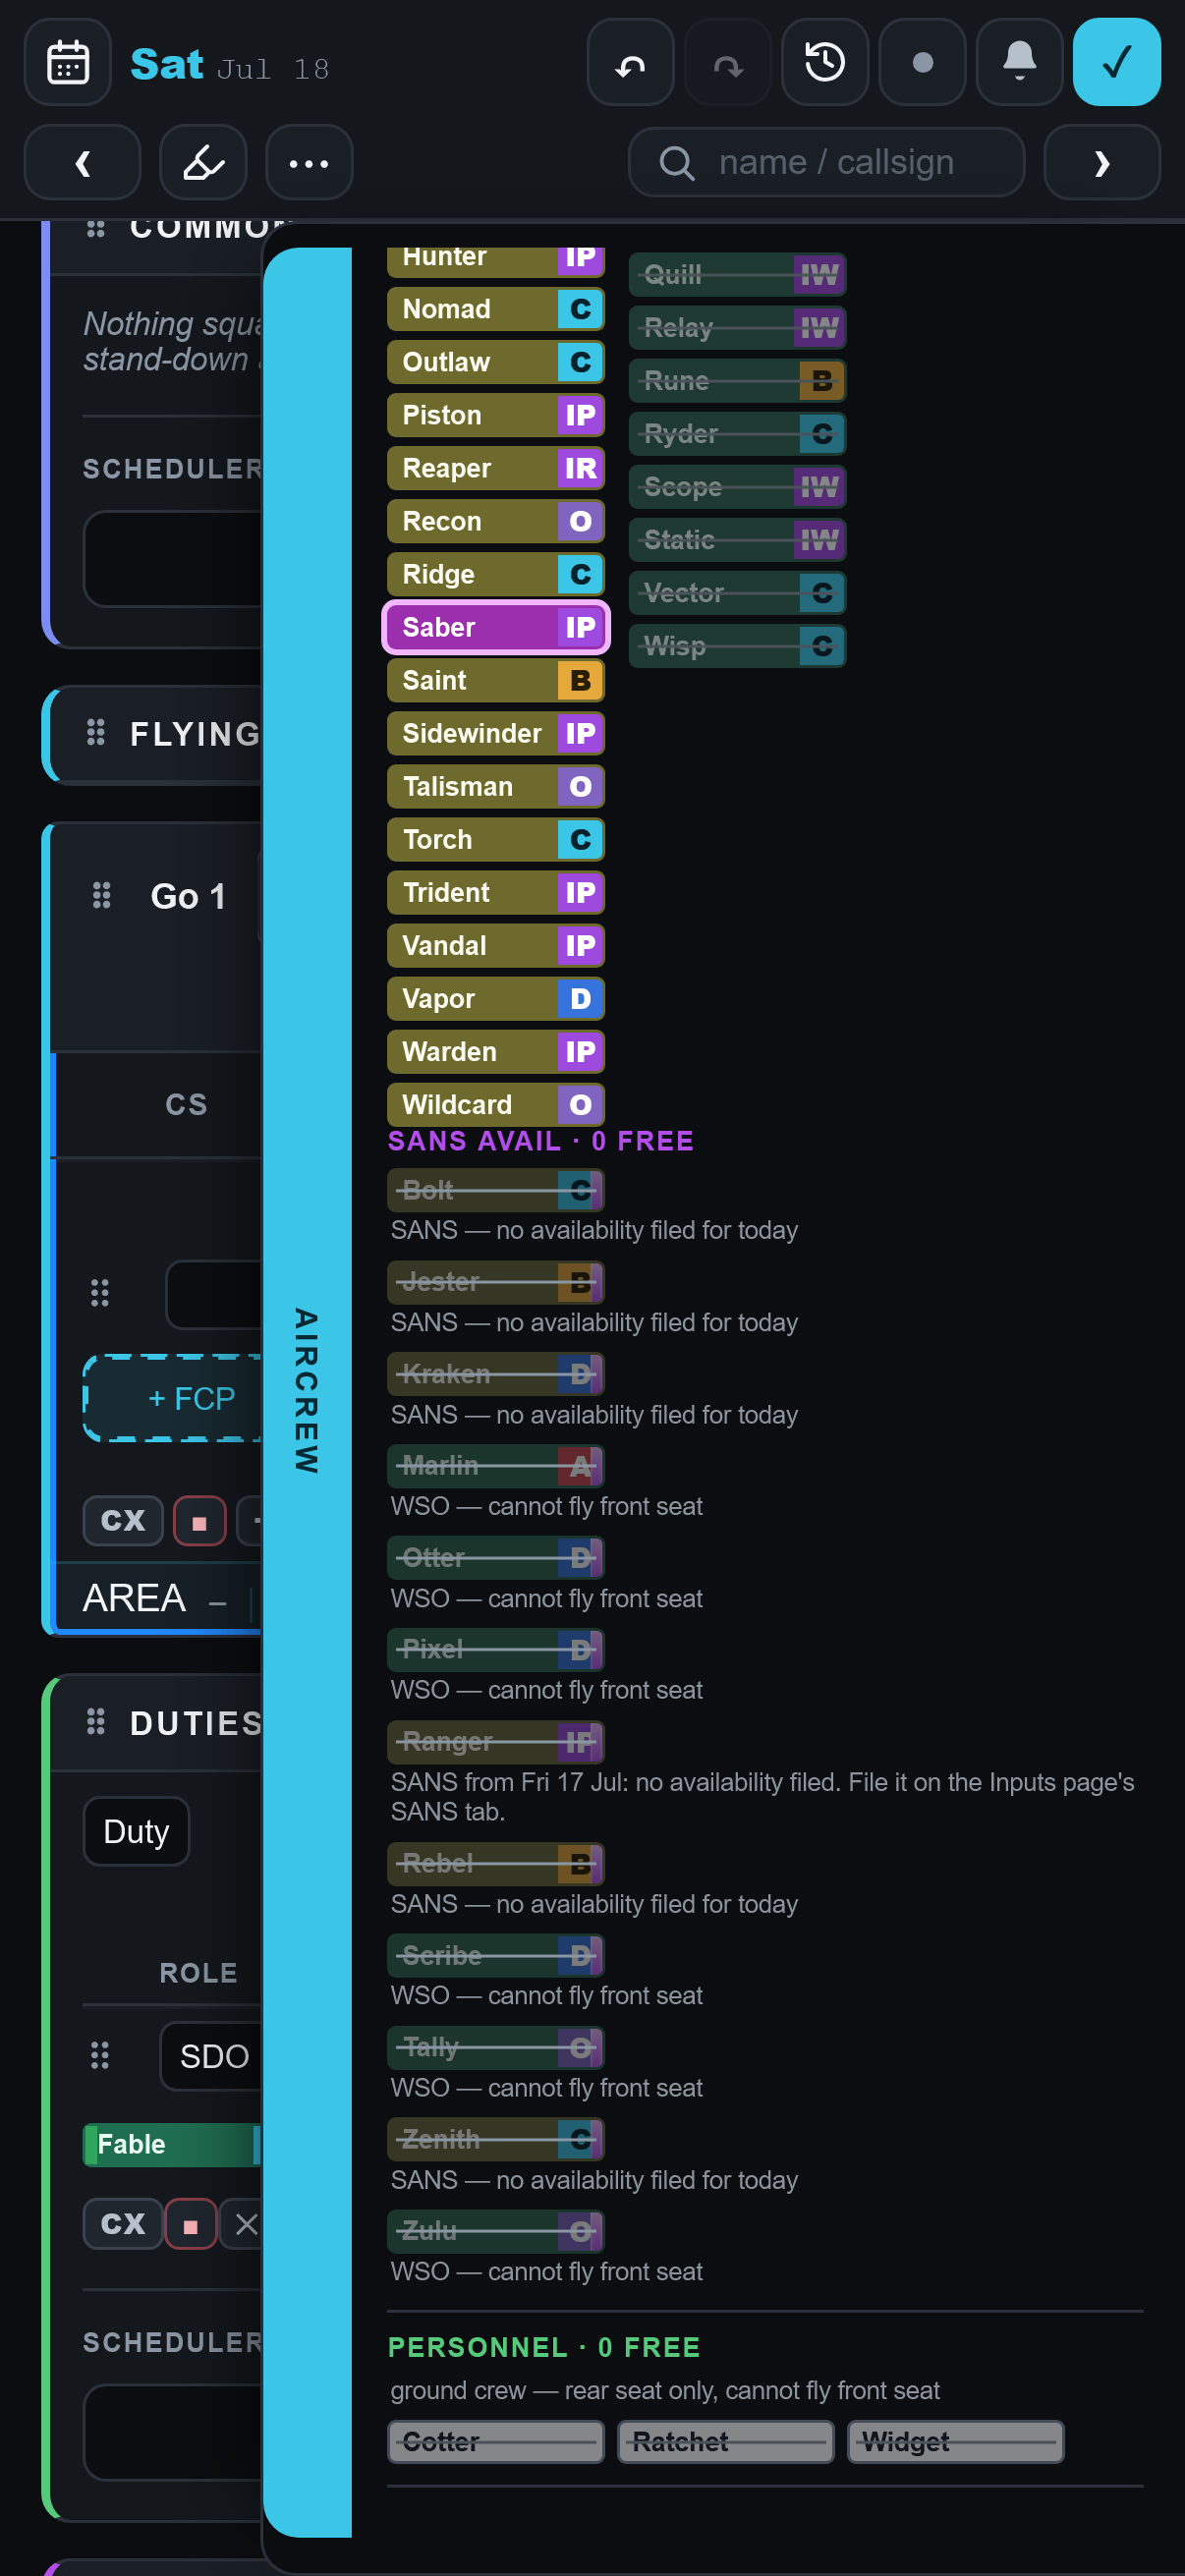 Sat Jul 18
name / callsign
COMMON
Nothing squa
stand-down
SCHEDULER
FLYING
Go 1
CS
+ FCP
CX
AREA –
DUTIES
Duty
ROLE
SDO
Fable
CX
SCHEDULER
AIRCREW
Hunter IP
Nomad C
Outlaw C
Piston IP
Reaper IR
Recon O
Ridge C
Saber IP
Saint B
Sidewinder IP
Talisman O
Torch C
Trident IP
Vandal IP
Vapor D
Warden IP
Wildcard O
Quill IW
Relay IW
Rune B
Ryder C
Scope IW
Static IW
Vector C
Wisp C
SANS AVAIL · 0 FREE
Bolt C
SANS — no availability filed for today
Jester B
SANS — no availability filed for today
Kraken D
SANS — no availability filed for today
Marlin A
WSO — cannot fly front seat
Otter D
WSO — cannot fly front seat
Pixel D
WSO — cannot fly front seat
Ranger IP
SANS from Fri 17 Jul: no availability filed. File it on the Inputs page's
SANS tab.
Rebel B
SANS — no availability filed for today
Scribe D
WSO — cannot fly front seat
Tally O
WSO — cannot fly front seat
Zenith C
SANS — no availability filed for today
Zulu O
WSO — cannot fly front seat
PERSONNEL · 0 FREE
ground crew — rear seat only, cannot fly front seat
Cotter Ratchet Widget